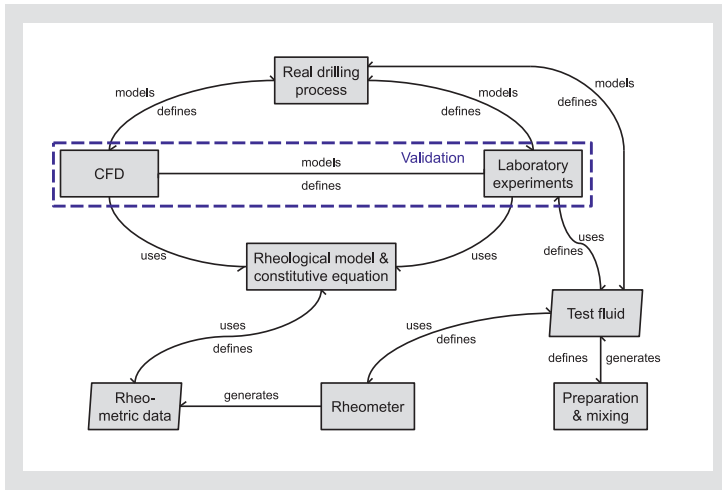 Real drilling
process
models
defines
models
defines
models
defines
Validation
CFD
models
defines
Laboratory
experiments
uses
uses
uses
defines
Rheological model &
constitutive equation
Test fluid
uses
defines
uses
defines
defines
generates
Rheo-
metric data
generates
Rheometer
Preparation
& mixing